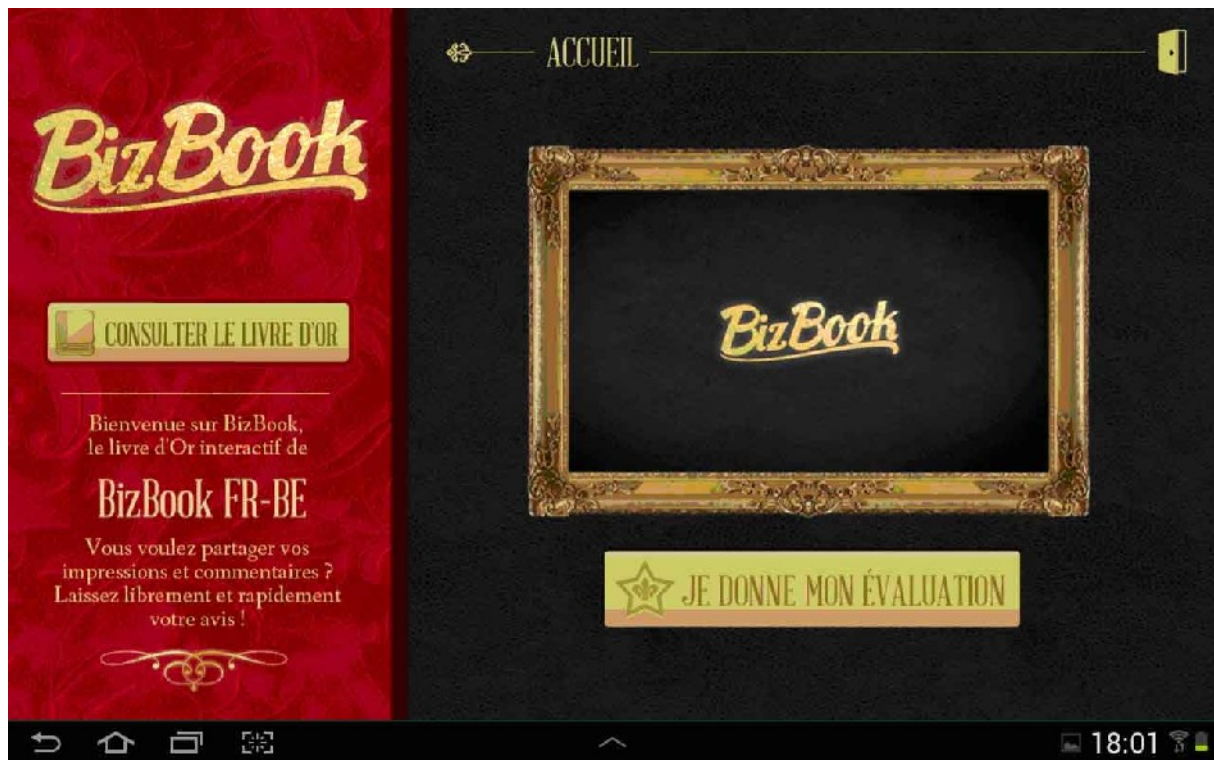 BizBook
CONSULTER LE LIVRE D'OR
Bienvenue sur BizBook,
le livre d'Or interactif de
BizBook FR-BE
Vous voulez partager vos
impressions et commentaires ?
Laissez librement et rapidement
votre avis !
ACCUEIL
BizBook
JE DONNE MON ÉVALUATION
18:01